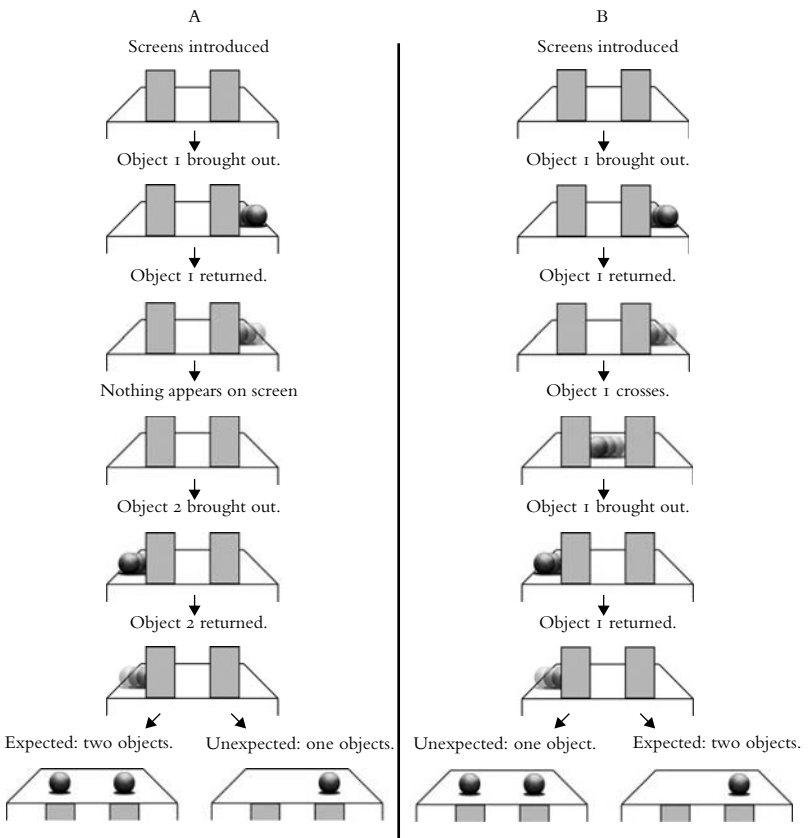 A
Screens introduced
Object 1 brought out.
Object 1 returned.
Nothing appears on screen
Object 2 brought out.
Object 2 returned.
Expected: two objects.
Unexpected: one objects.
B
Screens introduced
Object 1 brought out.
Object 1 returned.
Object 1 crosses.
Object 1 brought out.
Object 1 returned.
Unexpected: one object.
Expected: two objects.